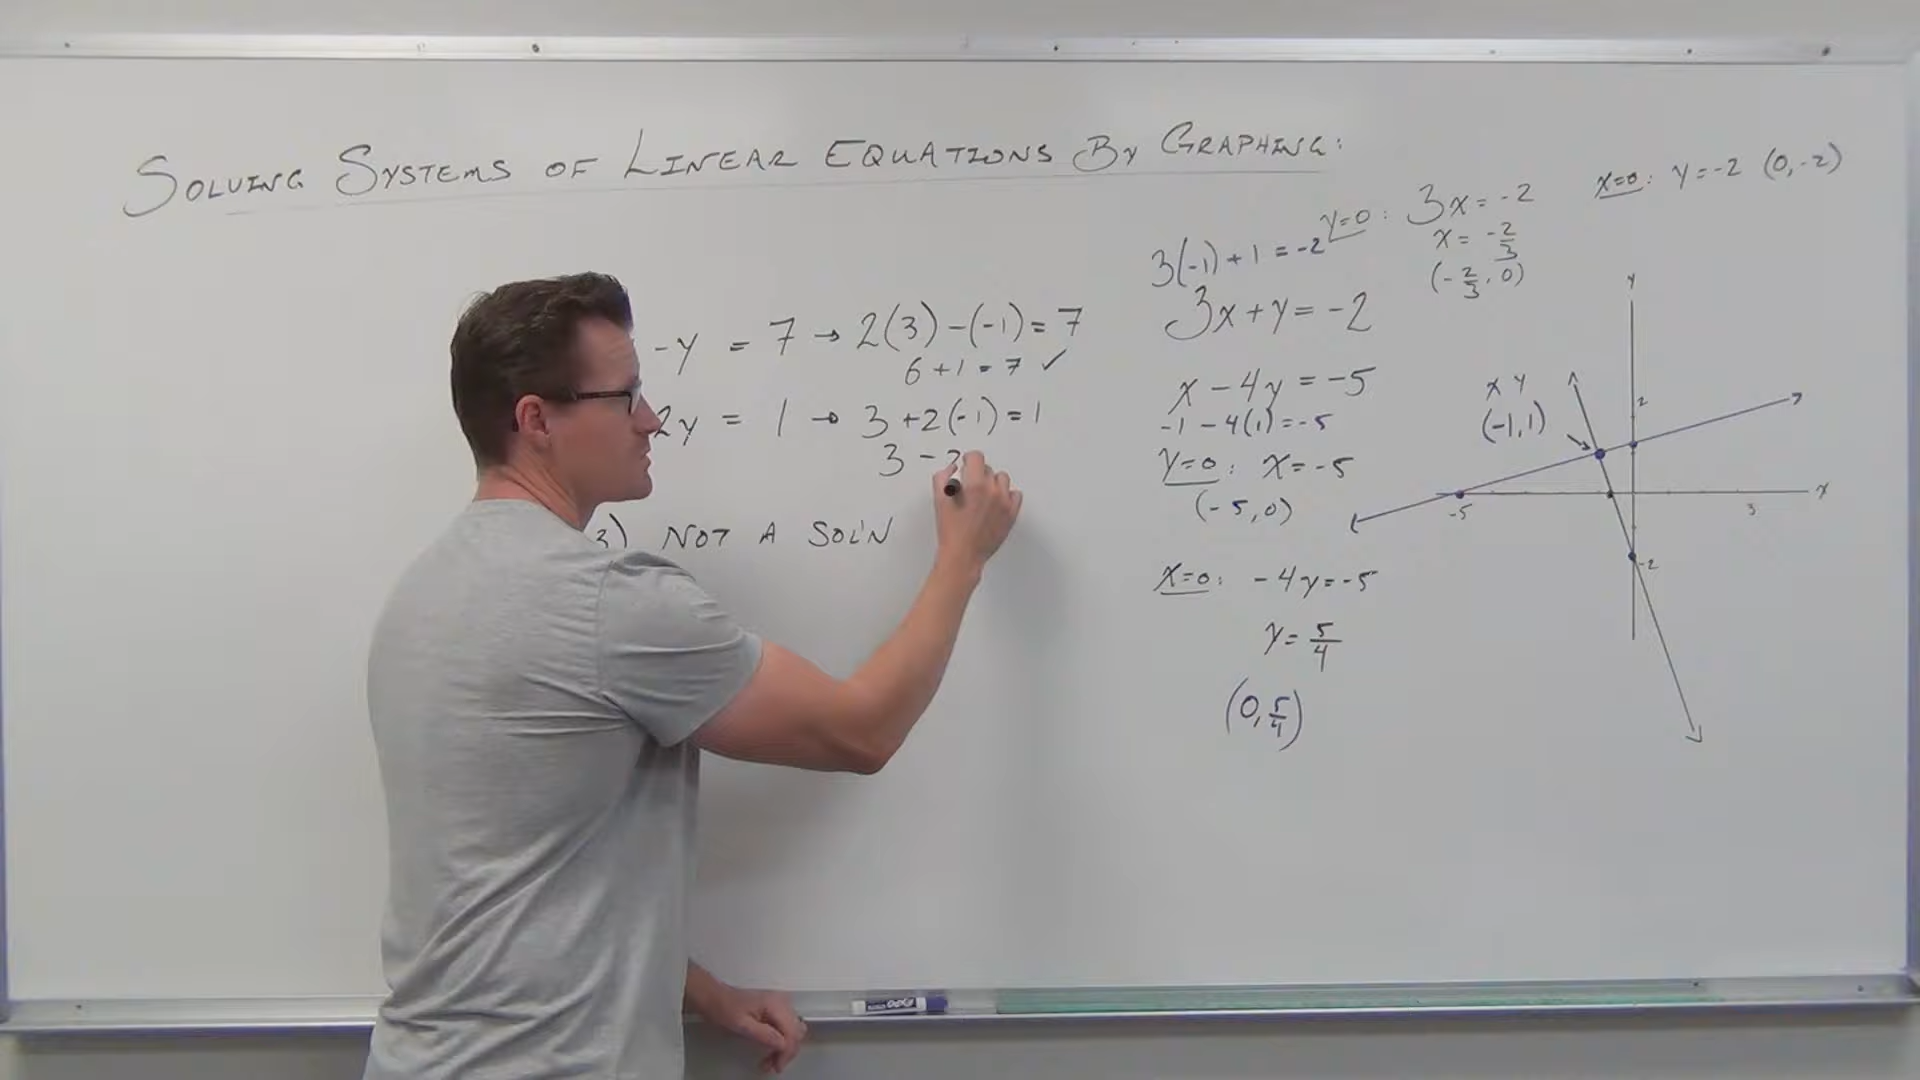 SOLVING SYSTEMS OF LINEAR EQUATIONS BY GRAPHING:
-y = 7 → 2(3) -(-1) = 7
6 + 1 = 7 ✓
2y = 1 → 3 + 2(-1) = 1
3 - 2
3) NOT A SOL'N
3(-1) + 1 = -2
3x + y = -2
x - 4y = -5
-1 - 4(1) = -5
y=0: x = -5
(-5,0)
x=0: -4y = -5
y = 5/4
(0, 5/4)
y=0: 3x = -2
x = -2/3
(-2/3, 0)
x=0: y = -2 (0,-2)
y
x y
(-1,1)
2
x
-5
3
-2